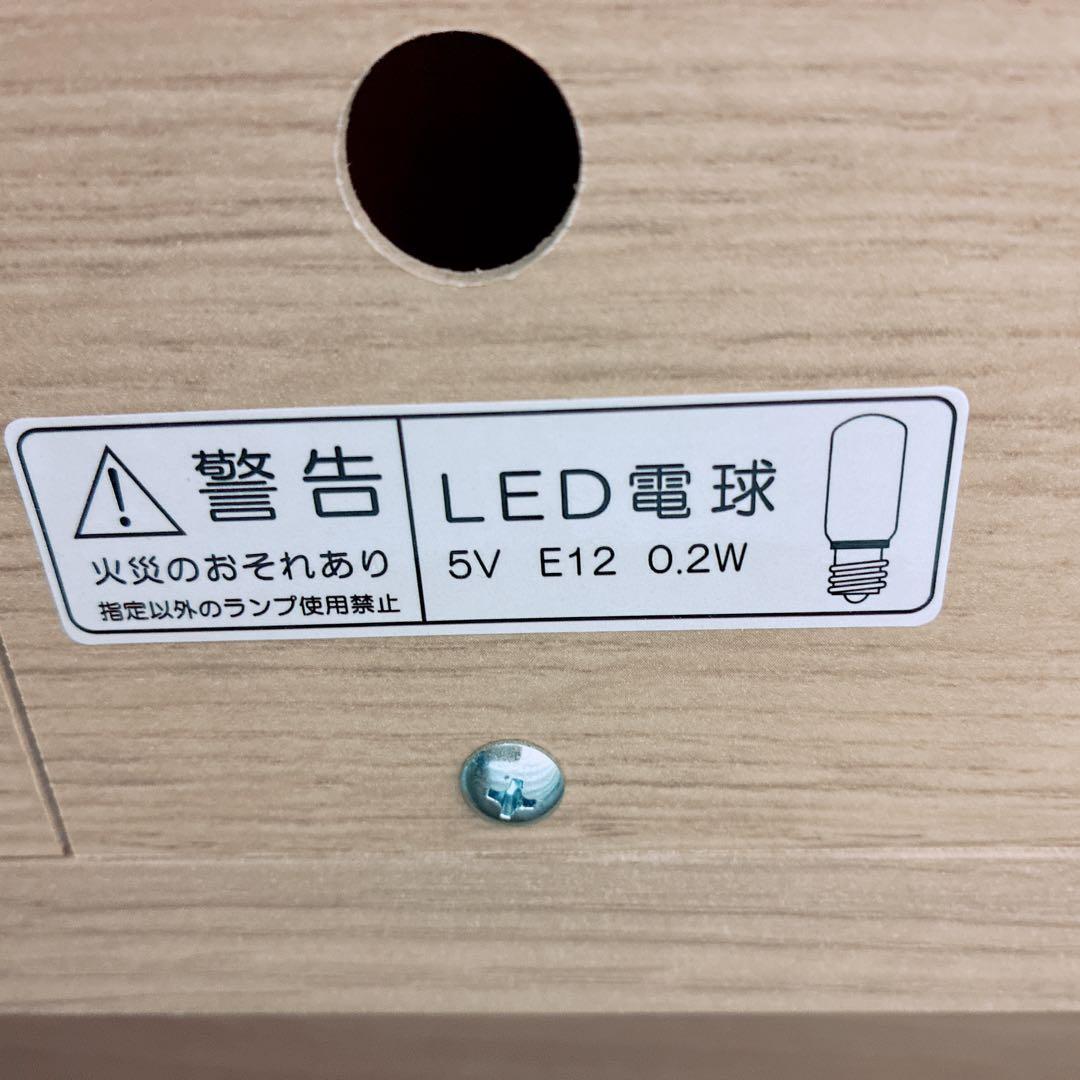 警告
火災のおそれあり
指定以外のランプ使用禁止
LED電球
5V E12 0.2W